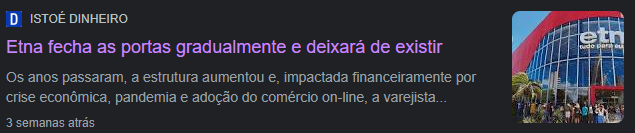 ISTOÉ DINHEIRO
Etna fecha as portas gradualmente e deixará de existir
Os anos passaram, a estrutura aumentou e, impactada financeiramente por
crise econômica, pandemia e adoção do comércio on-line, a varejista...
3 semanas atrás
etn
tudo para